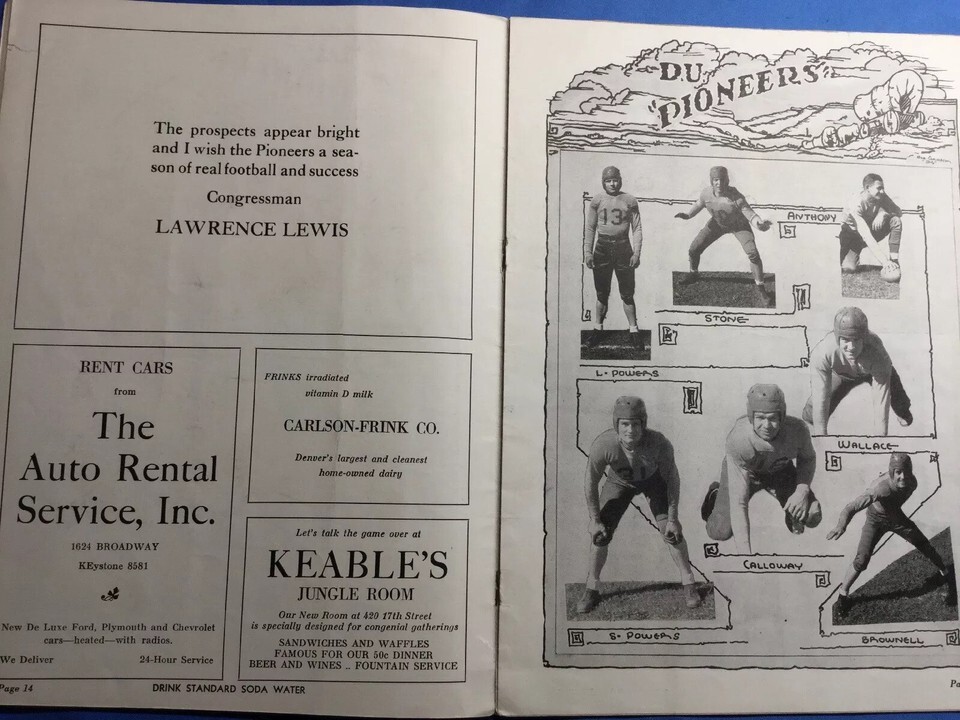 The prospects appear bright
and I wish the Pioneers a sea-
son of real football and success
Congressman
LAWRENCE LEWIS
RENT CARS
from
The
Auto Rental
Service, Inc.
1624 BROADWAY
KEystone 8581
New De Luxe Ford, Plymouth and Chevrolet
cars—heated—with radios.
We Deliver 24-Hour Service
FRINKS irradiated
vitamin D milk
CARLSON-FRINK CO.
Denver's largest and cleanest
home-owned dairy
Let's talk the game over at
KEABLE'S
JUNGLE ROOM
Our New Room at 420 17th Street
is specially designed for congenial gatherings
SANDWICHES AND WAFFLES
FAMOUS FOR OUR 50c DINNER
BEER AND WINES .. FOUNTAIN SERVICE
Page 14
DRINK STANDARD SODA WATER
D.U.
"PIONEERS"
13
ANTHONY
STONE
L. POWERS
WALLACE
CALLOWAY
S. POWERS
BROWNELL